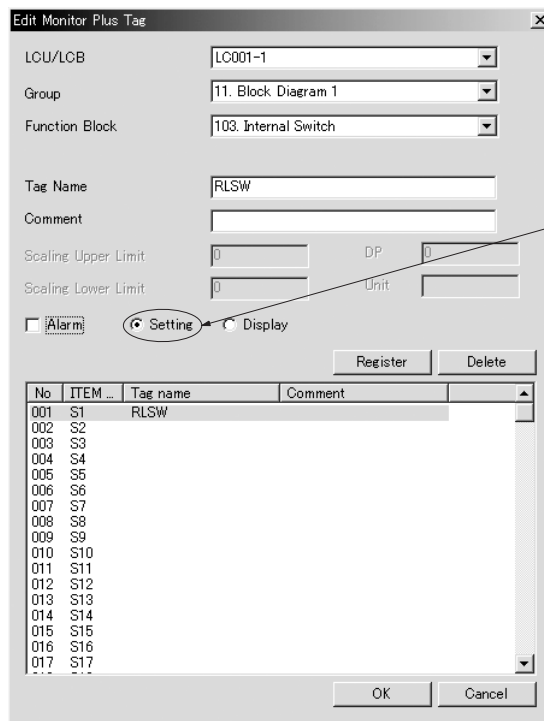 Edit Monitor Plus Tag
LCU/LCB LC001-1
Group 11. Block Diagram 1
Function Block 103. Internal Switch
Tag Name RLSW
Comment
Scaling Upper Limit 0 DP 0
Scaling Lower Limit 0 Unit
Alarm Setting Display
Register Delete
No ITEM ... Tag name Comment
001 S1 RLSW
002 S2
003 S3
004 S4
005 S5
006 S6
007 S7
008 S8
009 S9
010 S10
011 S11
012 S12
013 S13
014 S14
015 S15
016 S16
017 S17
OK Cancel